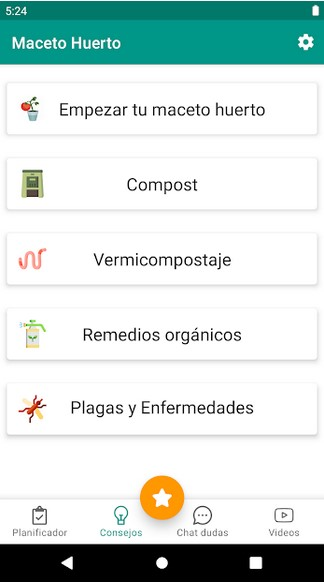 5:24
Maceto Huerto
Empezar tu maceto huerto
Compost
Vermicompostaje
Remedios orgánicos
Plagas y Enfermedades
Planificador
Consejos
Chat dudas
Videos